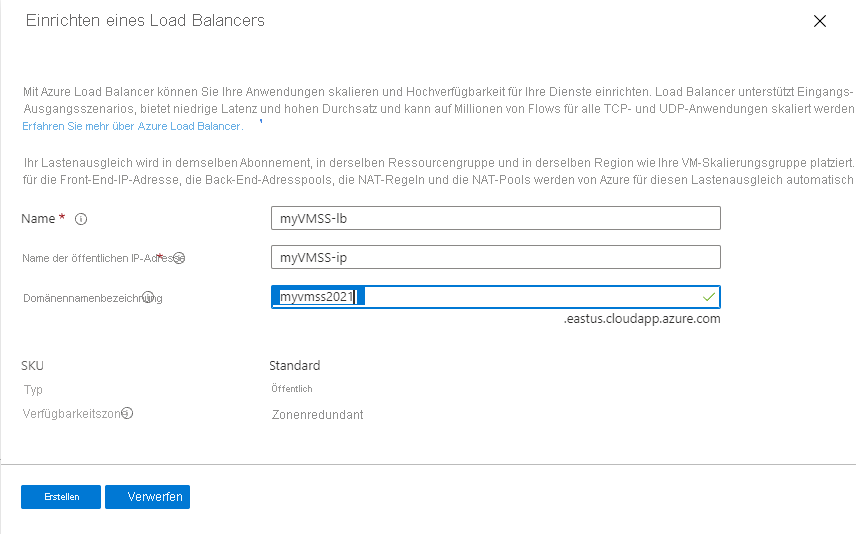 Einrichten eines Load Balancers
Mit Azure Load Balancer können Sie Ihre Anwendungen skalieren und Hochverfügbarkeit für Ihre Dienste einrichten. Load Balancer unterstützt Eingangs-
Ausgangsszenarios, bietet niedrige Latenz und hohen Durchsatz und kann auf Millionen von Flows für alle TCP- und UDP-Anwendungen skaliert werden
Erfahren Sie mehr über Azure Load Balancer.
Ihr Lastenausgleich wird in demselben Abonnement, in derselben Ressourcengruppe und in derselben Region wie Ihre VM-Skalierungsgruppe platziert.
für die Front-End-IP-Adresse, die Back-End-Adresspools, die NAT-Regeln und die NAT-Pools werden von Azure für diesen Lastenausgleich automatisch
Name * myVMSS-lb
Name der öffentlichen IP-Adresse * myVMSS-ip
Domänennamenbezeichnung myvmss2021
.eastus.cloudapp.azure.com
SKU Standard
Typ Öffentlich
Verfügbarkeitszone Zonenredundant
Erstellen Verwerfen